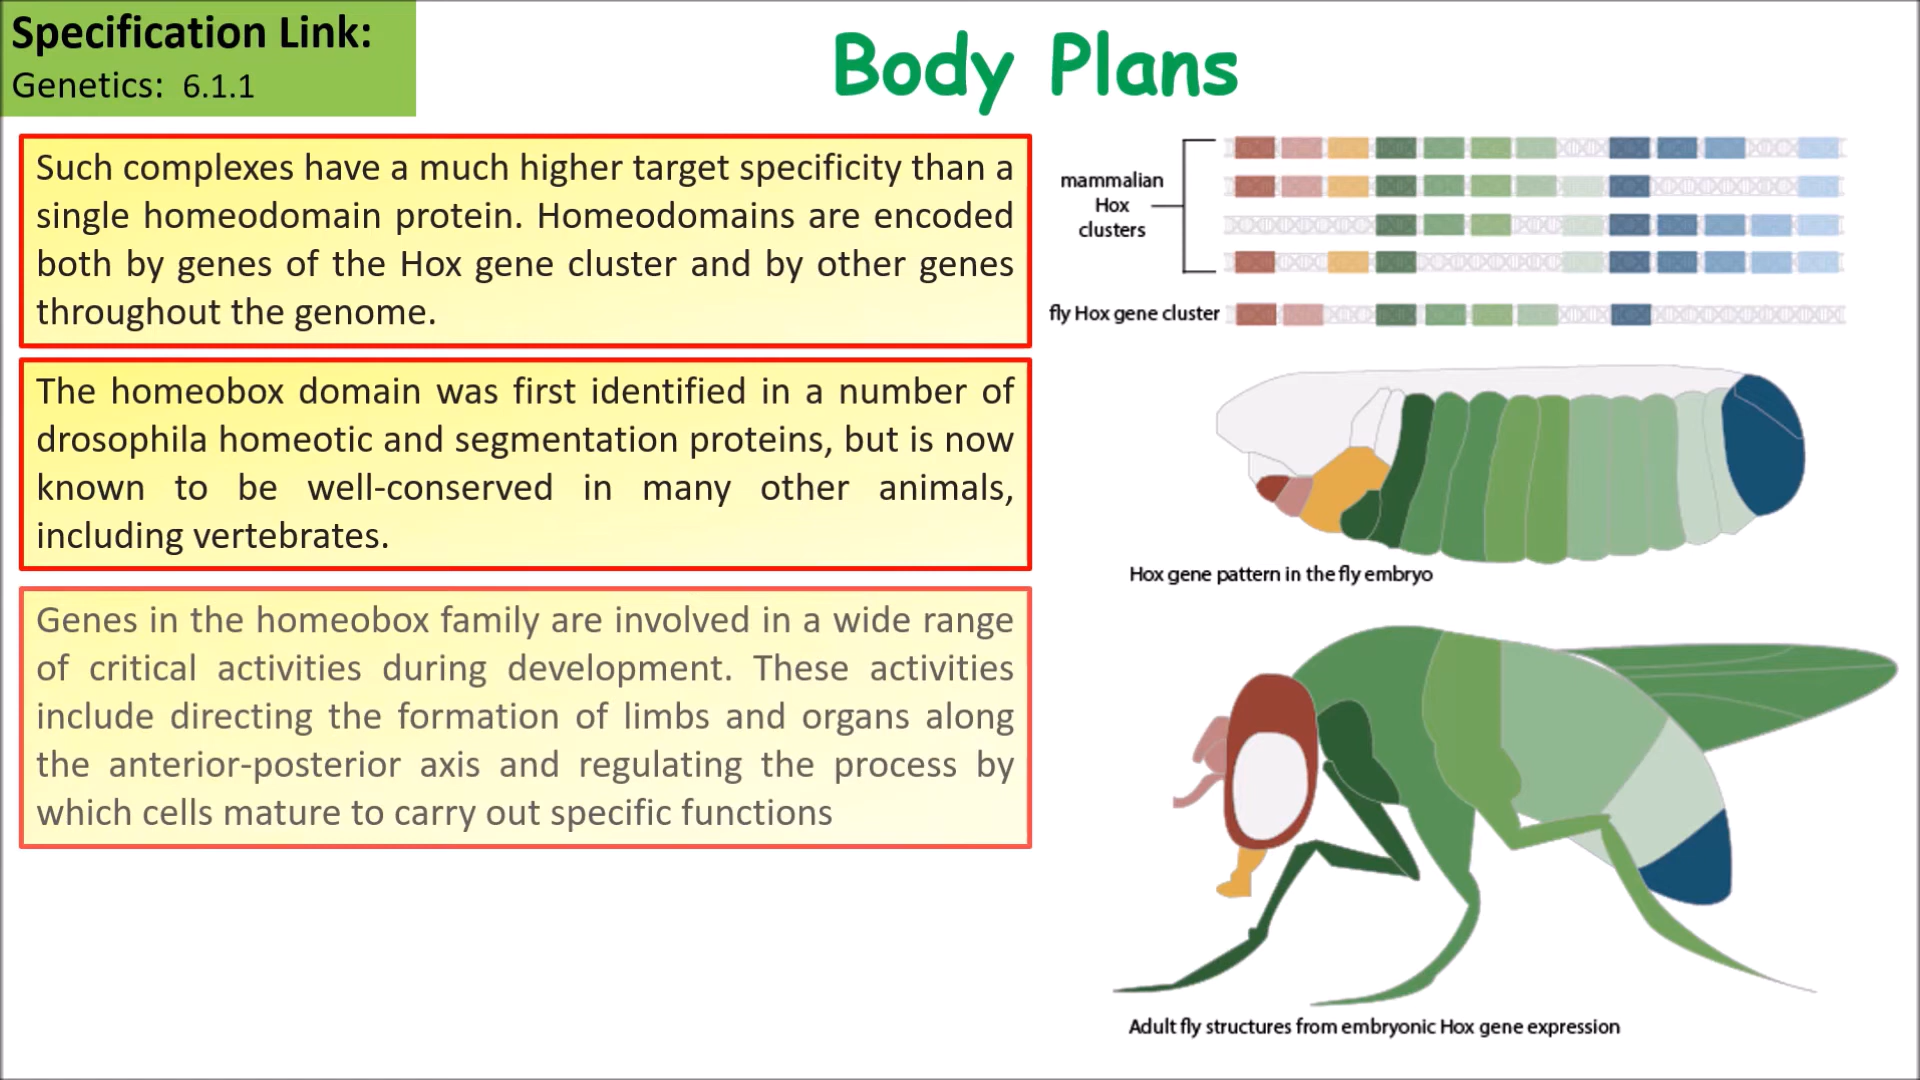 Specification Link:
Genetics:  6.1.1
Body Plans
Such complexes have a much higher target specificity than a
single homeodomain protein. Homeodomains are encoded
both by genes of the Hox gene cluster and by other genes
throughout the genome.
The homeobox domain was first identified in a number of
drosophila homeotic and segmentation proteins, but is now
known to be well-conserved in many other animals,
including vertebrates.
Genes in the homeobox family are involved in a wide range
of critical activities during development. These activities
include directing the formation of limbs and organs along
the anterior-posterior axis and regulating the process by
which cells mature to carry out specific functions
mammalian
Hox
clusters
fly Hox gene cluster
Hox gene pattern in the fly embryo
Adult fly structures from embryonic Hox gene expression